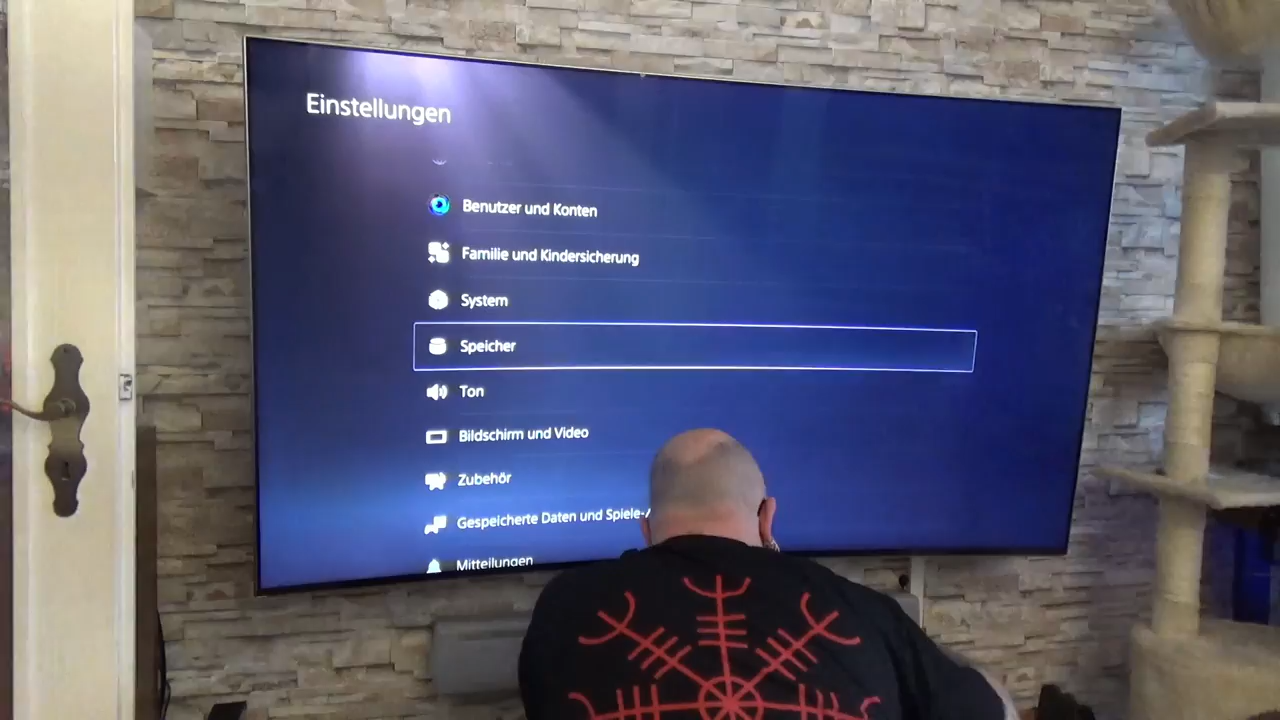 Einstellungen
Benutzer und Konten
Familie und Kindersicherung
System
Speicher
Ton
Bildschirm und Video
Zubehör
Gespeicherte Daten und Spiele-
Mitteilungen